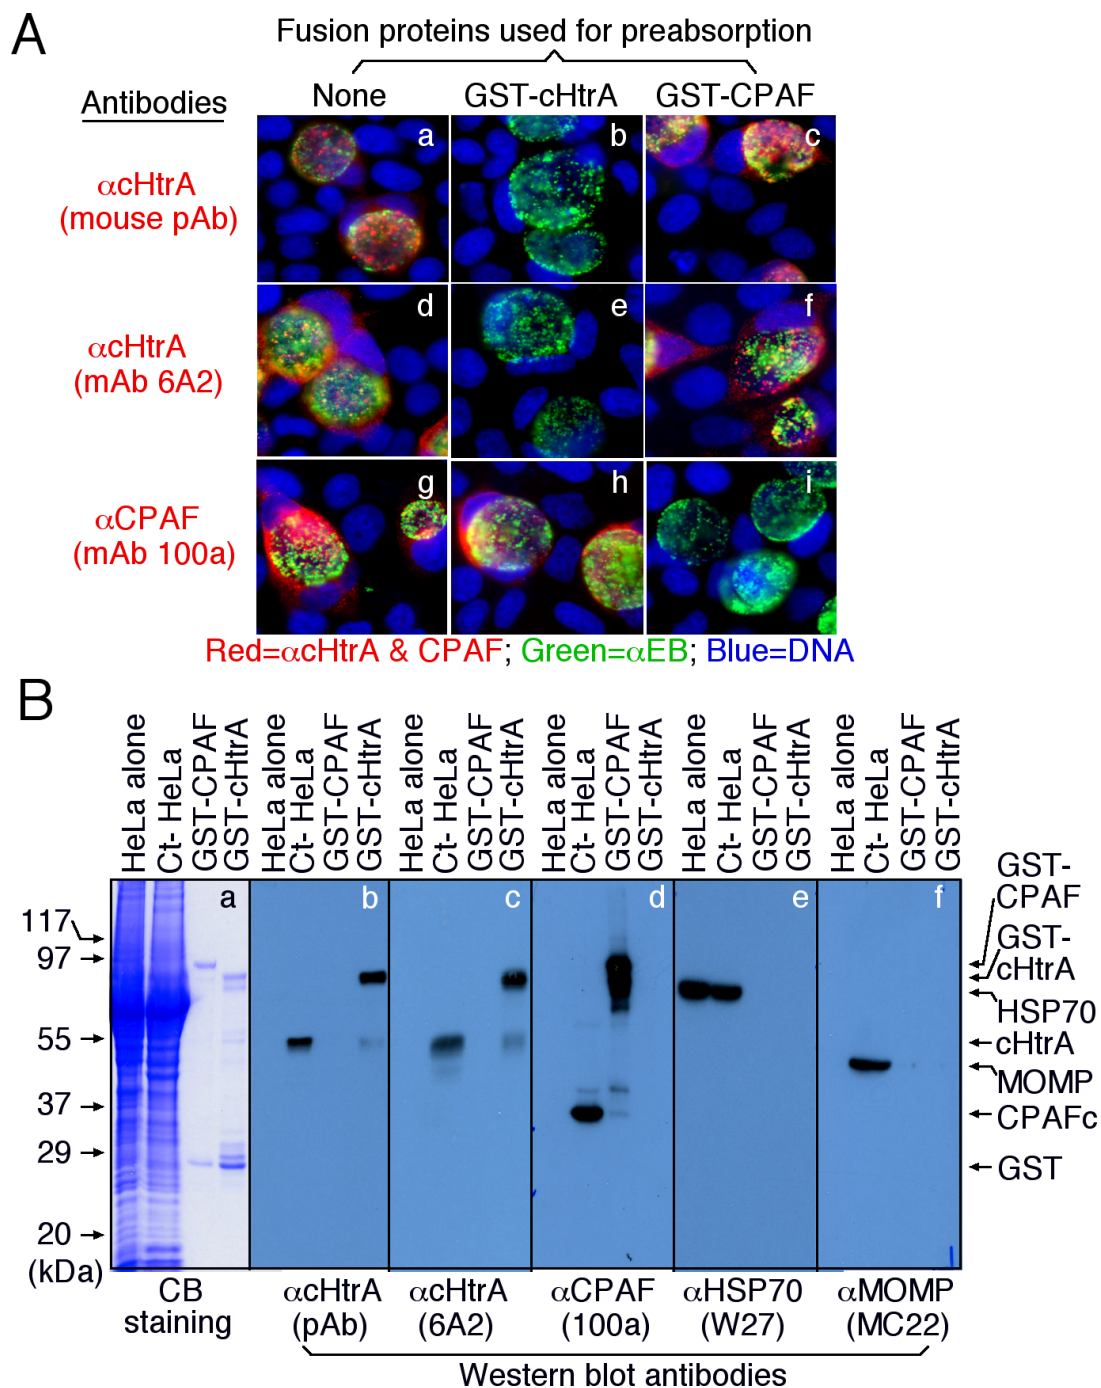 A
Fusion proteins used for preabsorption
Antibodies
None
GST-cHtrA
GST-CPAF
αcHtrA
(mouse pAb)
a
b
c
αcHtrA
(mAb 6A2)
d
e
f
αCPAF
(mAb 100a)
g
h
i
Red=αcHtrA & CPAF; Green=αEB; Blue=DNA
B
HeLa alone
Ct- HeLa
GST-CPAF
GST-cHtrA
HeLa alone
Ct- HeLa
GST-CPAF
GST-cHtrA
HeLa alone
Ct- HeLa
GST-CPAF
GST-cHtrA
HeLa alone
Ct- HeLa
GST-CPAF
GST-cHtrA
HeLa alone
Ct- HeLa
GST-CPAF
GST-cHtrA
HeLa alone
Ct- HeLa
GST-CPAF
GST-cHtrA
a
b
c
d
e
f
117
97
55
37
29
20
(kDa)
GST-
CPAF
GST-
cHtrA
HSP70
cHtrA
MOMP
CPAFc
GST
CB
staining
αcHtrA
(pAb)
αcHtrA
(6A2)
αCPAF
(100a)
αHSP70
(W27)
αMOMP
(MC22)
Western blot antibodies